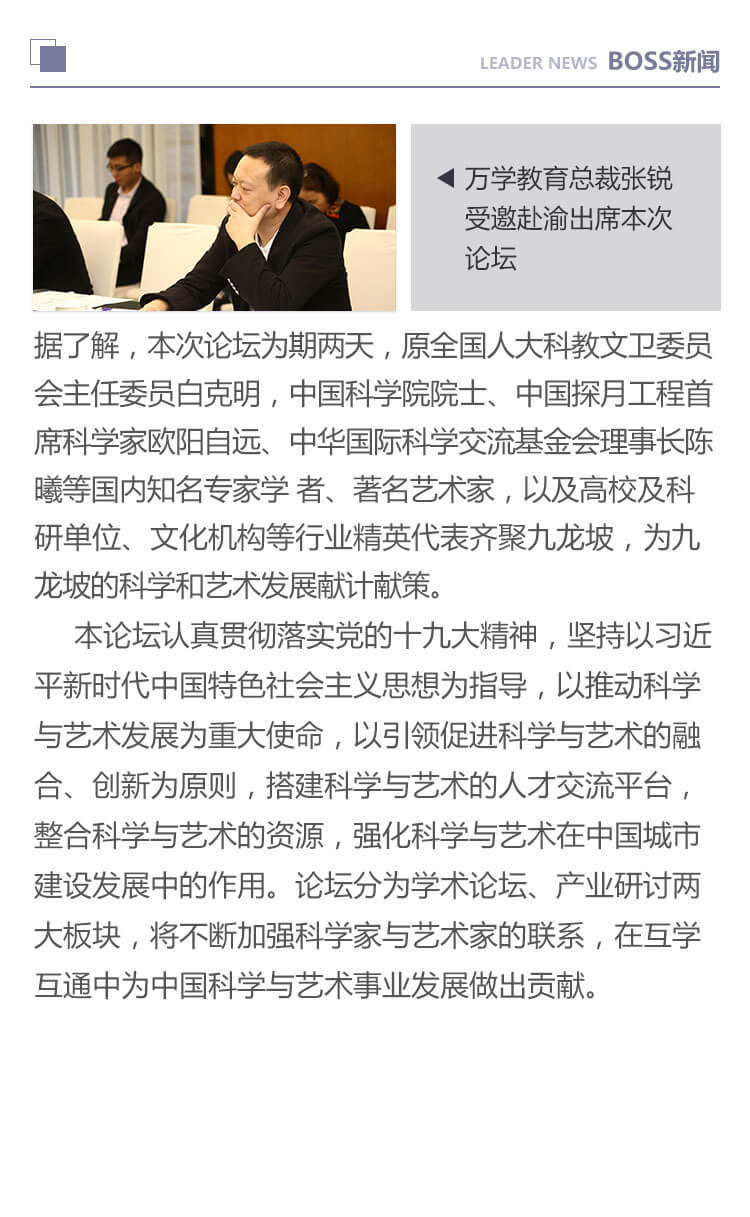 LEADER NEWS BOSS新闻
万学教育总裁张锐
受邀赴渝出席本次
论坛
据了解，本次论坛为期两天，原全国人大科教文卫委员
会主任委员白克明，中国科学院院士、中国探月工程首
席科学家欧阳自远、中华国际科学交流基金会理事长陈
曦等国内知名专家学 者、著名艺术家，以及高校及科
研单位、文化机构等行业精英代表齐聚九龙坡，为九
龙坡的科学和艺术发展献计献策。
本论坛认真贯彻落实党的十九大精神，坚持以习近
平新时代中国特色社会主义思想为指导，以推动科学
与艺术发展为重大使命，以引领促进科学与艺术的融
合、创新为原则，搭建科学与艺术的人才交流平台，
整合科学与艺术的资源，强化科学与艺术在中国城市
建设发展中的作用。论坛分为学术论坛、产业研讨两
大板块，将不断加强科学家与艺术家的联系，在互学
互通中为中国科学与艺术事业发展做出贡献。